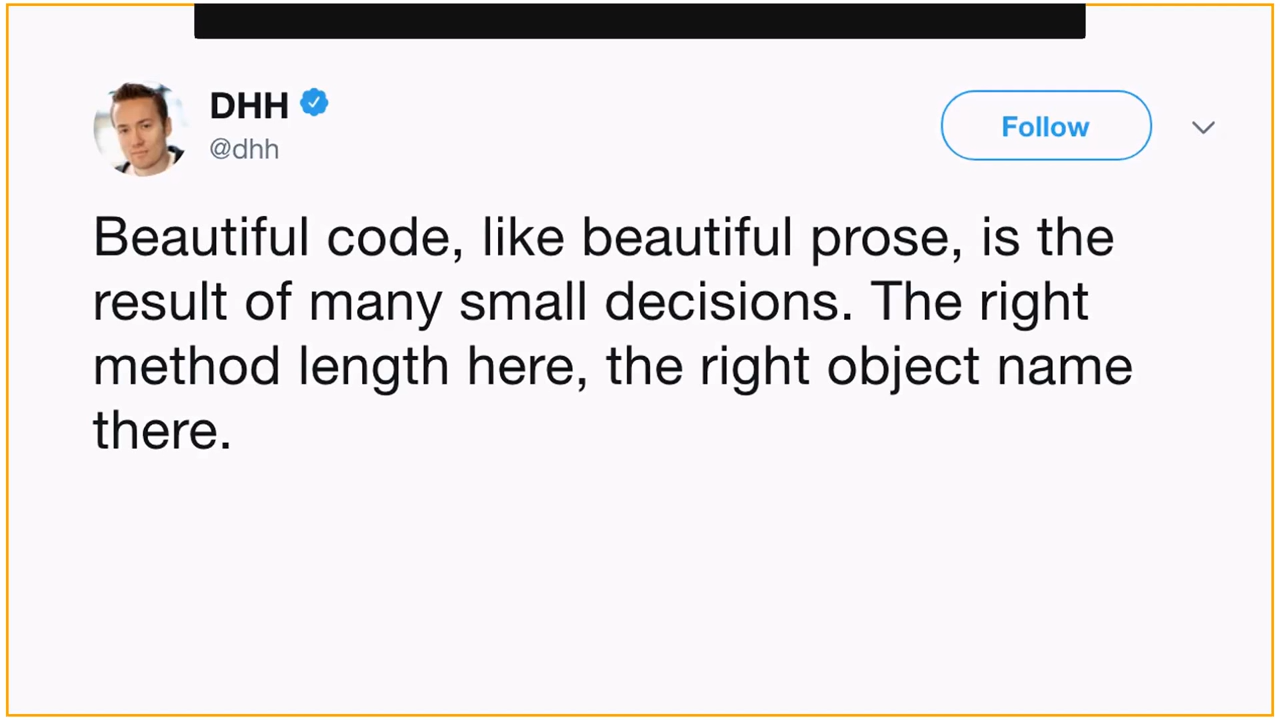 DHH
@dhh
Follow
Beautiful code, like beautiful prose, is the
result of many small decisions. The right
method length here, the right object name
there.